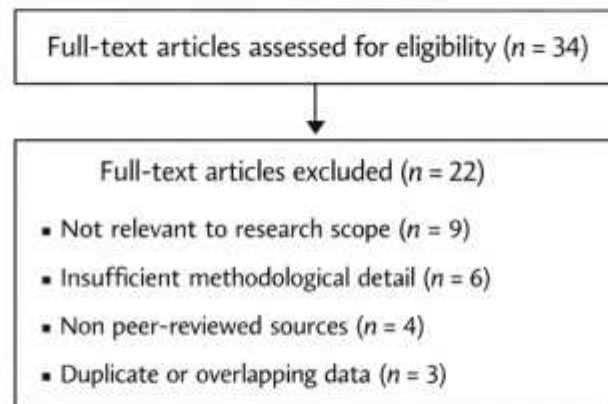 Full-text articles assessed for eligibility (n = 34)
Full-text articles excluded (n = 22)
▪ Not relevant to research scope (n = 9)
▪ Insufficient methodological detail (n = 6)
▪ Non peer-reviewed sources (n = 4)
▪ Duplicate or overlapping data (n = 3)